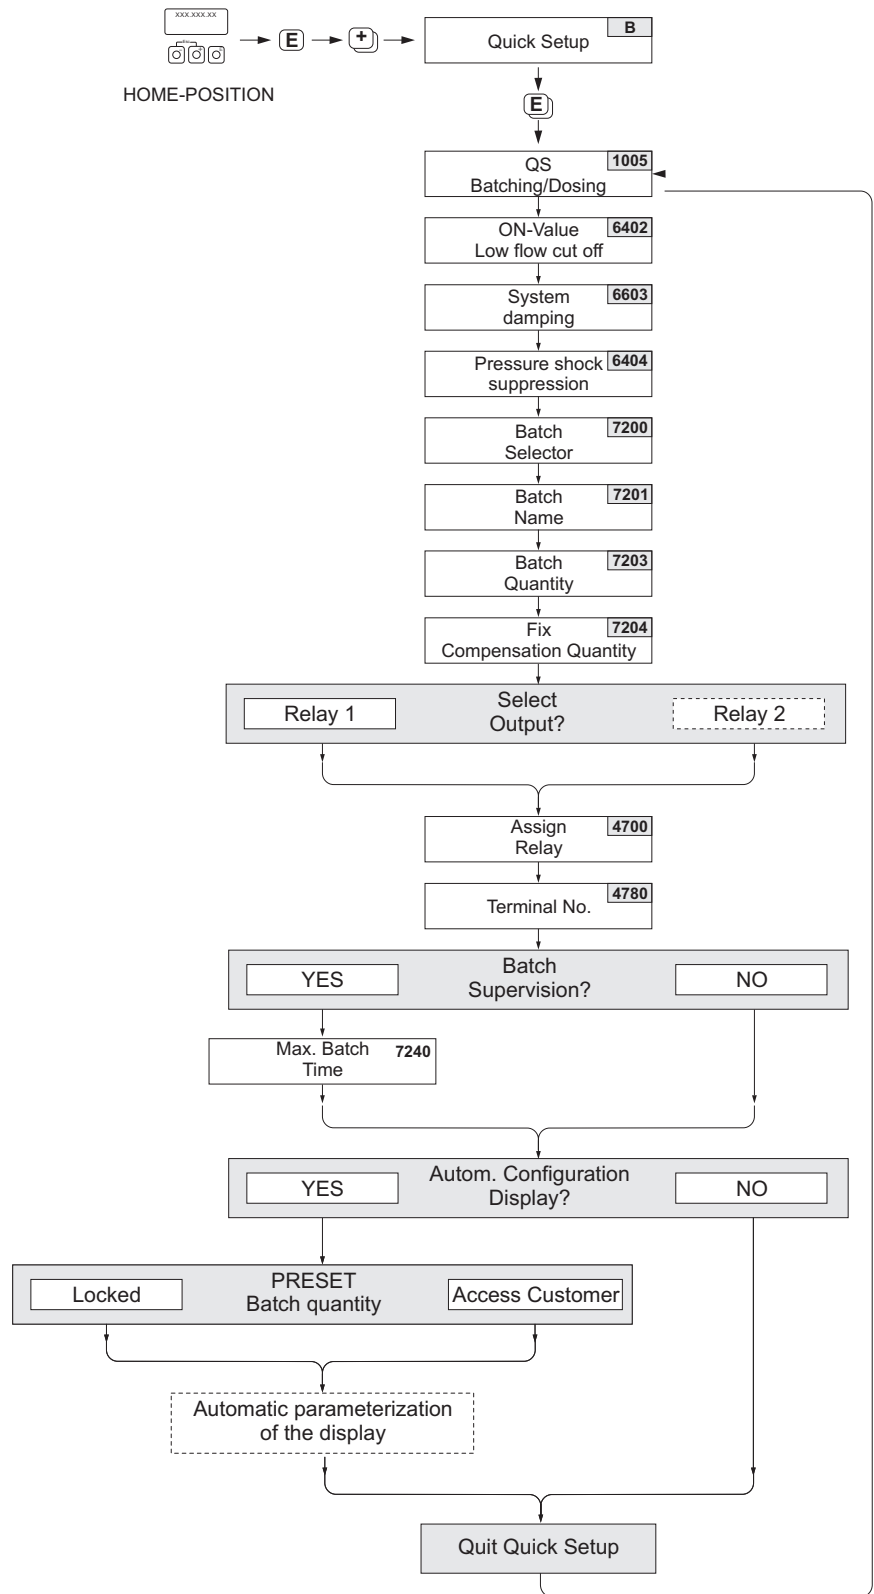 xxx.xxx.xx
Esc
E
+
HOME-POSITION
B
Quick Setup
E
1005
QS
Batching/Dosing
6402
ON-Value
Low flow cut off
6603
System
damping
6404
Pressure shock
suppression
7200
Batch
Selector
7201
Batch
Name
7203
Batch
Quantity
7204
Fix
Compensation Quantity
Select
Output?
Relay 1
Relay 2
4700
Assign
Relay
4780
Terminal No.
Batch
Supervision?
YES
NO
Max. Batch
Time
7240
Autom. Configuration
Display?
YES
NO
PRESET
Batch quantity
Locked
Access Customer
Automatic parameterization
of the display
Quit Quick Setup